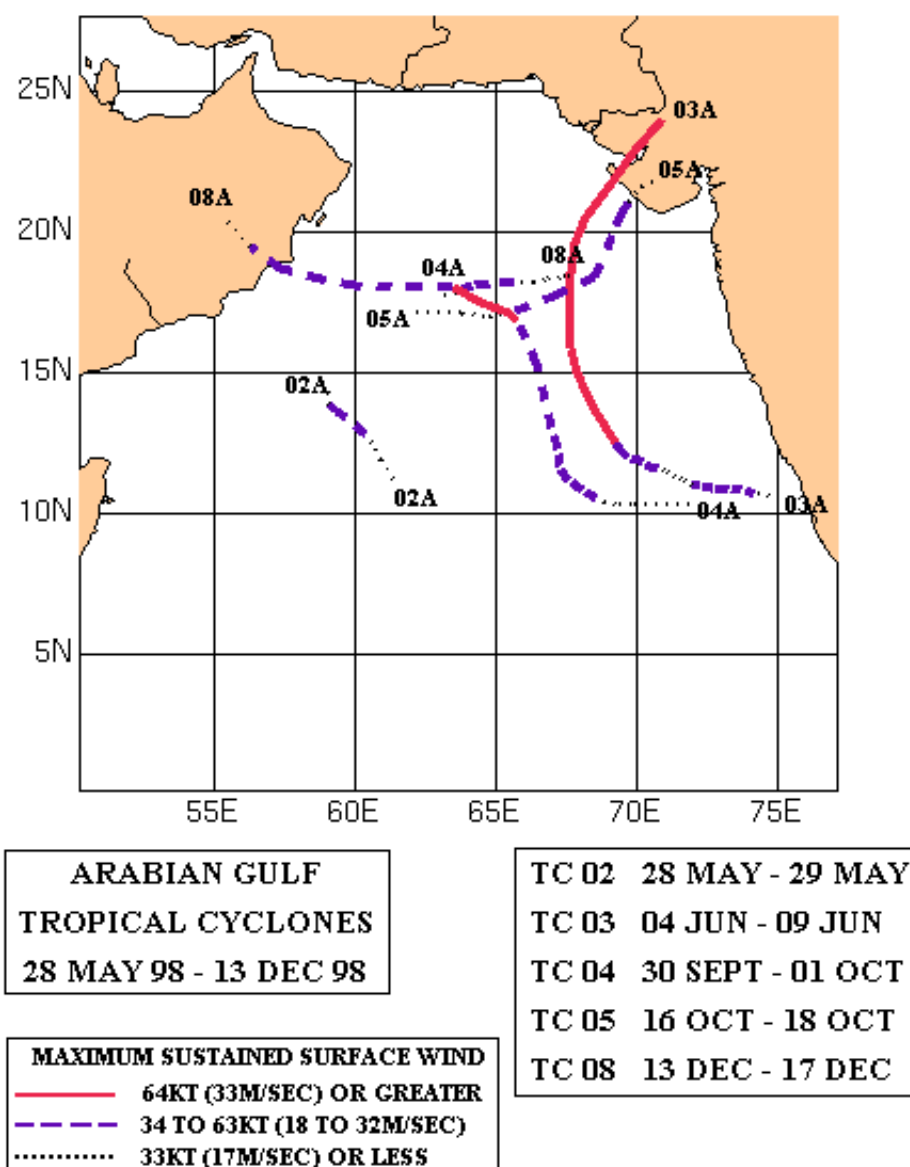 25N
03A
05A
08A
20N
08A
04A
05A
15N
02A
02A
10N
04A
03A
5N
55E 60E 65E 70E 75E
ARABIAN GULF
TROPICAL CYCLONES
28 MAY 98 - 13 DEC 98
TC 02 28 MAY - 29 MAY
TC 03 04 JUN - 09 JUN
TC 04 30 SEPT - 01 OCT
TC 05 16 OCT - 18 OCT
TC 08 13 DEC - 17 DEC
MAXIMUM SUSTAINED SURFACE WIND
64KT (33M/SEC) OR GREATER
34 TO 63KT (18 TO 32M/SEC)
33KT (17M/SEC) OR LESS